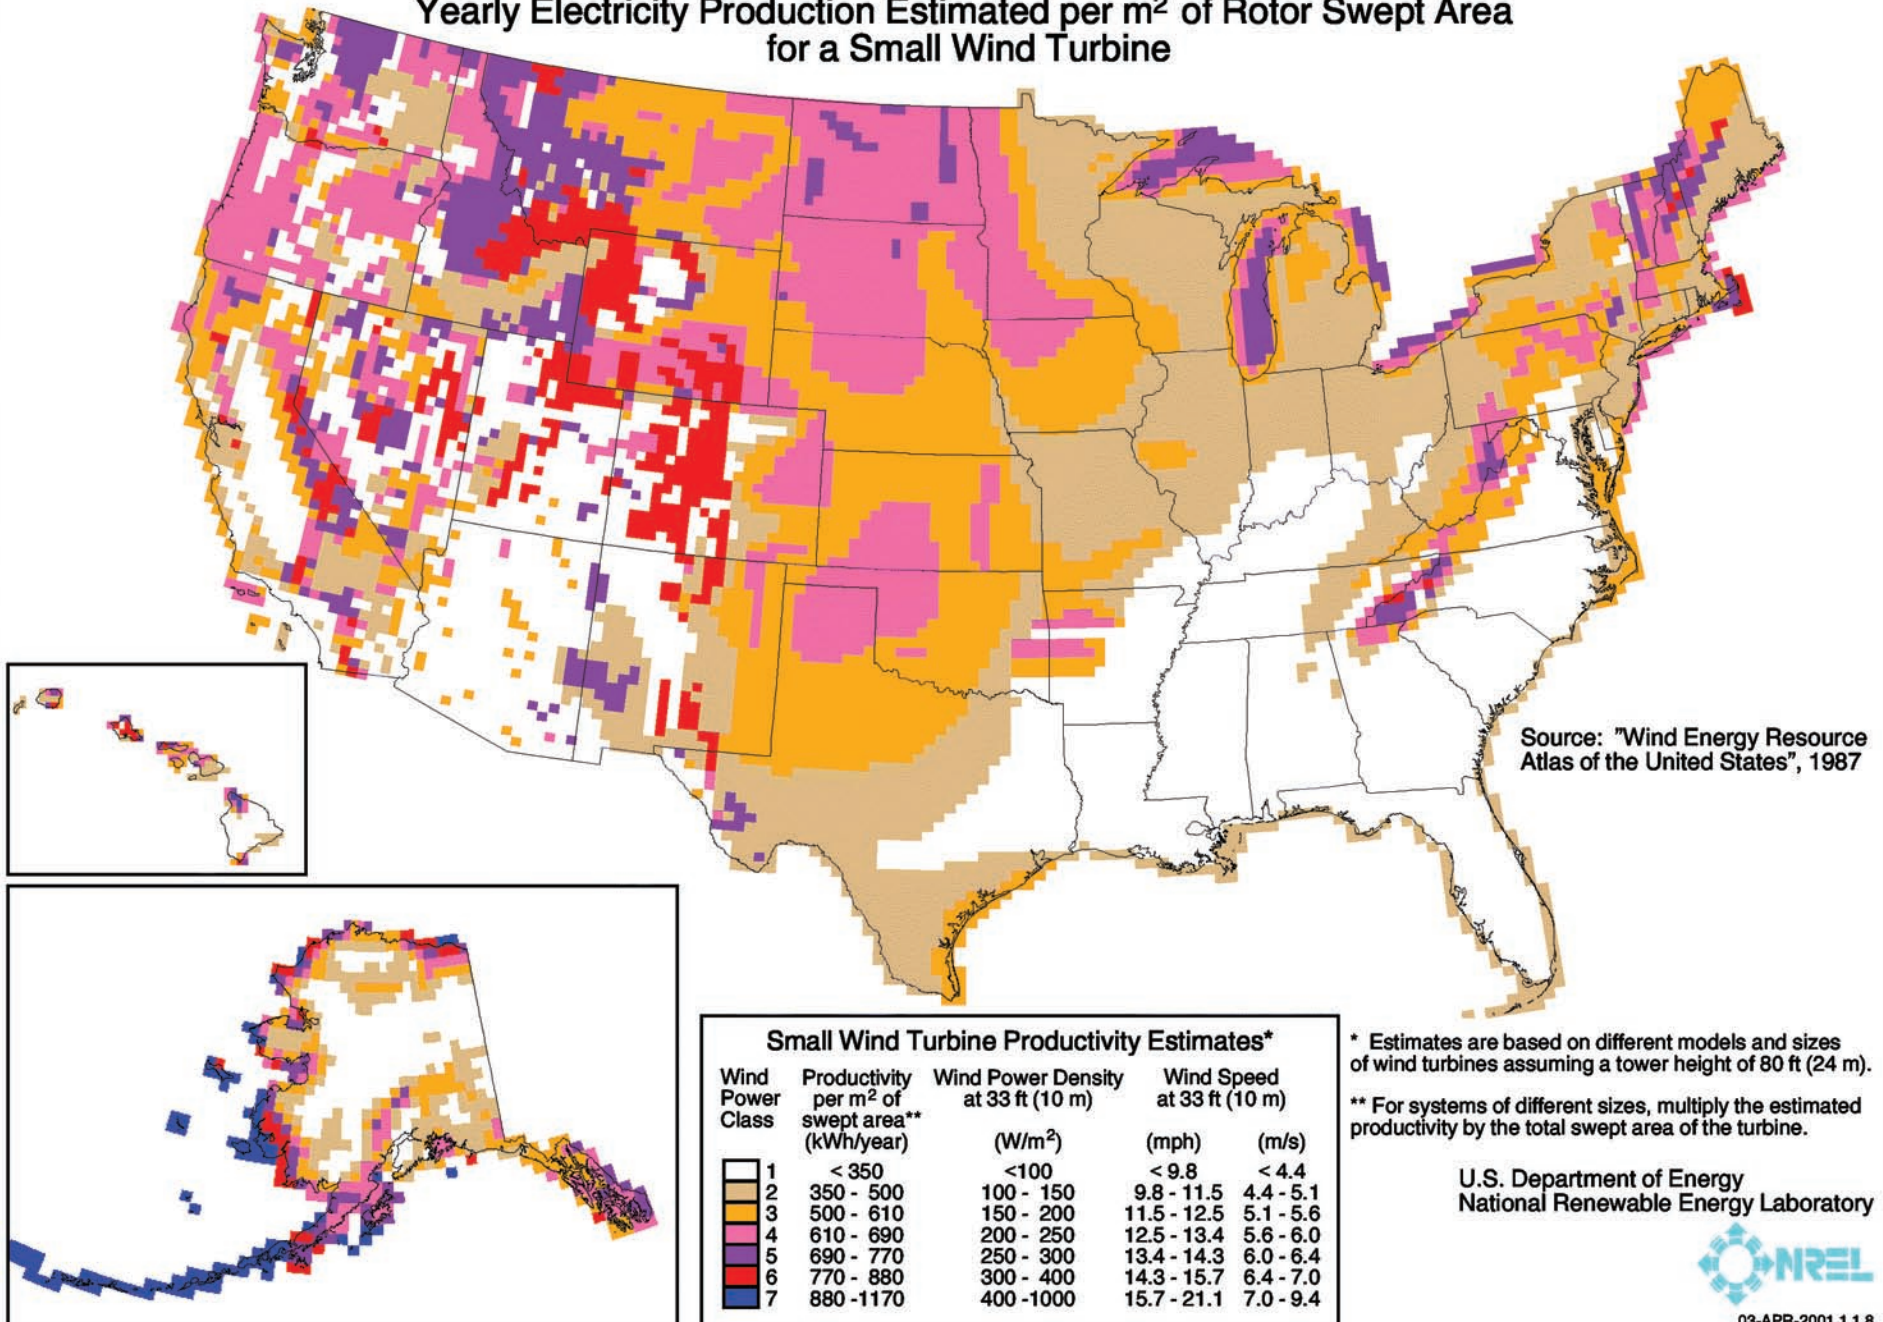 Yearly Electricity Production Estimated per m² of Rotor Swept Area
for a Small Wind Turbine
Source: "Wind Energy Resource
Atlas of the United States", 1987
Small Wind Turbine Productivity Estimates*
Wind Productivity Wind Power Density Wind Speed
Power per m² of at 33 ft (10 m) at 33 ft (10 m)
Class swept area**
(kWh/year) (W/m²) (mph) (m/s)
1 < 350 <100 < 9.8 < 4.4
2 350 - 500 100 - 150 9.8 - 11.5 4.4 - 5.1
3 500 - 610 150 - 200 11.5 - 12.5 5.1 - 5.6
4 610 - 690 200 - 250 12.5 - 13.4 5.6 - 6.0
5 690 - 770 250 - 300 13.4 - 14.3 6.0 - 6.4
6 770 - 880 300 - 400 14.3 - 15.7 6.4 - 7.0
7 880 -1170 400 -1000 15.7 - 21.1 7.0 - 9.4
* Estimates are based on different models and sizes
of wind turbines assuming a tower height of 80 ft (24 m).
** For systems of different sizes, multiply the estimated
productivity by the total swept area of the turbine.
U.S. Department of Energy
National Renewable Energy Laboratory
NREL
03-APR-2001 1.1.8